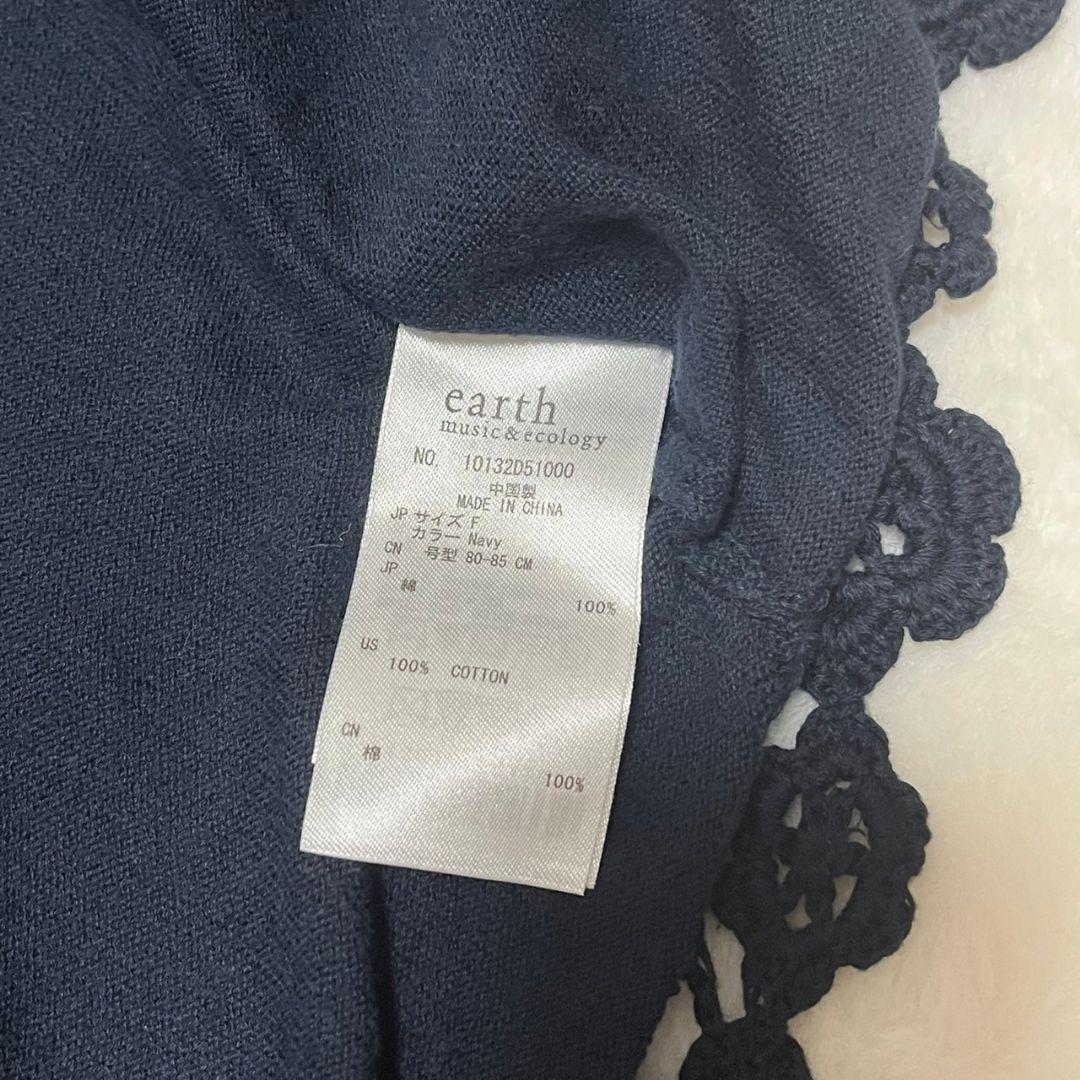 earth
music&ecology
NO. 10132D51000
中国製
MADE IN CHINA
JP サイズ F
カラー Navy
CN 号型 80-85 CM
JP
綿 100%
US
100% COTTON
CN
棉 100%